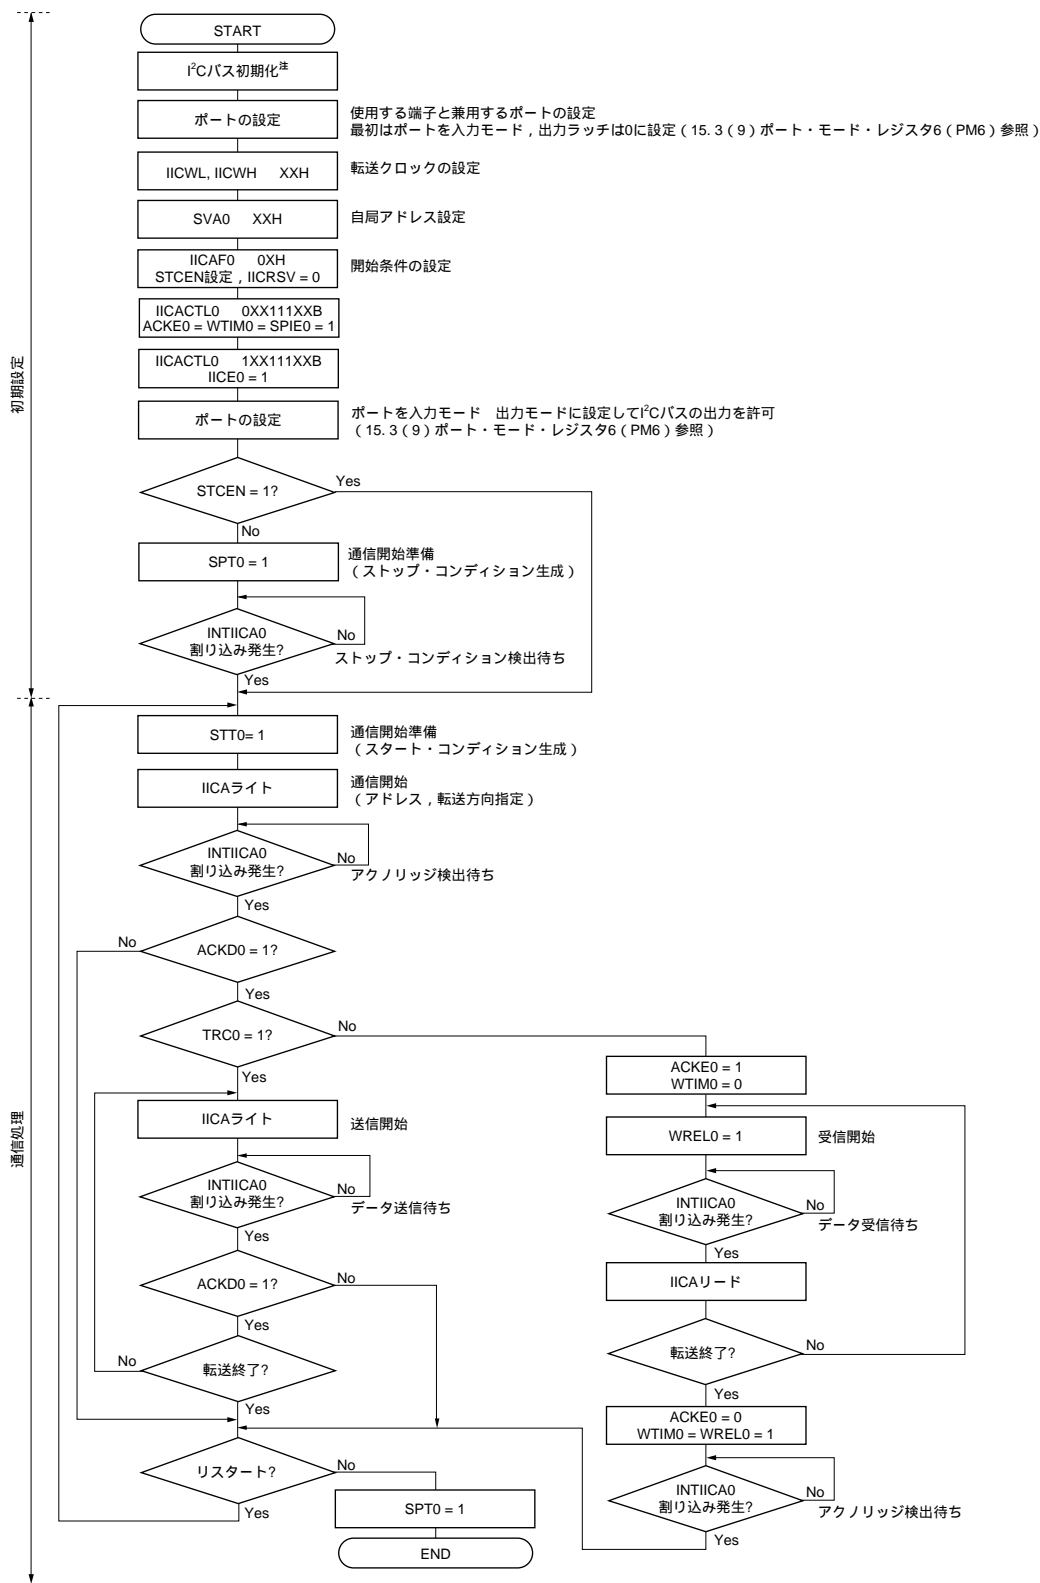 START
I²Cバス初期化注
ポートの設定
使用する端子と兼用するポートの設定
最初はポートを入力モード，出力ラッチは0に設定（15.3（9）ポート・モード・レジスタ6（PM6）参照）
IICWL, IICWH XXH
転送クロックの設定
SVA0 XXH
自局アドレス設定
IICAF0 0XH
STCEN設定，IICRSV = 0
開始条件の設定
IICACTL0 0XX111XXB
ACKE0 = WTIM0 = SPIE0 = 1
IICACTL0 1XX111XXB
IICE0 = 1
初期設定
ポートの設定
ポートを入力モード 出力モードに設定してI²Cバスの出力を許可
（15.3（9）ポート・モード・レジスタ6（PM6）参照）
STCEN = 1?
Yes
No
SPT0 = 1
通信開始準備
（ストップ・コンディション生成）
INTIICA0
割り込み発生?
No
ストップ・コンディション検出待ち
Yes
STT0= 1
通信開始準備
（スタート・コンディション生成）
IICAライト
通信開始
（アドレス，転送方向指定）
INTIICA0
割り込み発生?
No
アクノリッジ検出待ち
Yes
No
ACKD0 = 1?
Yes
TRC0 = 1?
No
Yes
ACKE0 = 1
WTIM0 = 0
通信処理
IICAライト
送信開始
WREL0 = 1
受信開始
INTIICA0
割り込み発生?
No
データ送信待ち
Yes
INTIICA0
割り込み発生?
No
データ受信待ち
Yes
ACKD0 = 1?
No
Yes
IICAリード
No
転送終了?
Yes
転送終了?
No
Yes
ACKE0 = 0
WTIM0 = WREL0 = 1
リスタート?
No
Yes
SPT0 = 1
END
INTIICA0
割り込み発生?
No
アクノリッジ検出待ち
Yes